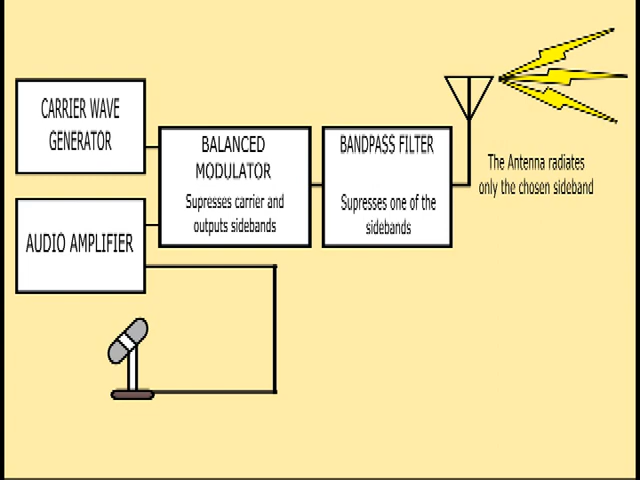 CARRIER WAVE
GENERATOR
AUDIO AMPLIFIER
BALANCED
MODULATOR
Supresses carrier and
outputs sidebands
BANDPASS FILTER
Supresses one of the
sidebands
The Antenna radiates
only the chosen sideband